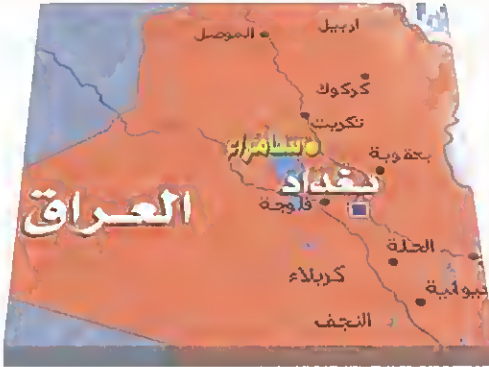 اربيل
الموصل
كركوك
تكريت
سامراء
بعقوبة
بغداد
فلوجة
العراق
الحلة
كربلاء
النجف